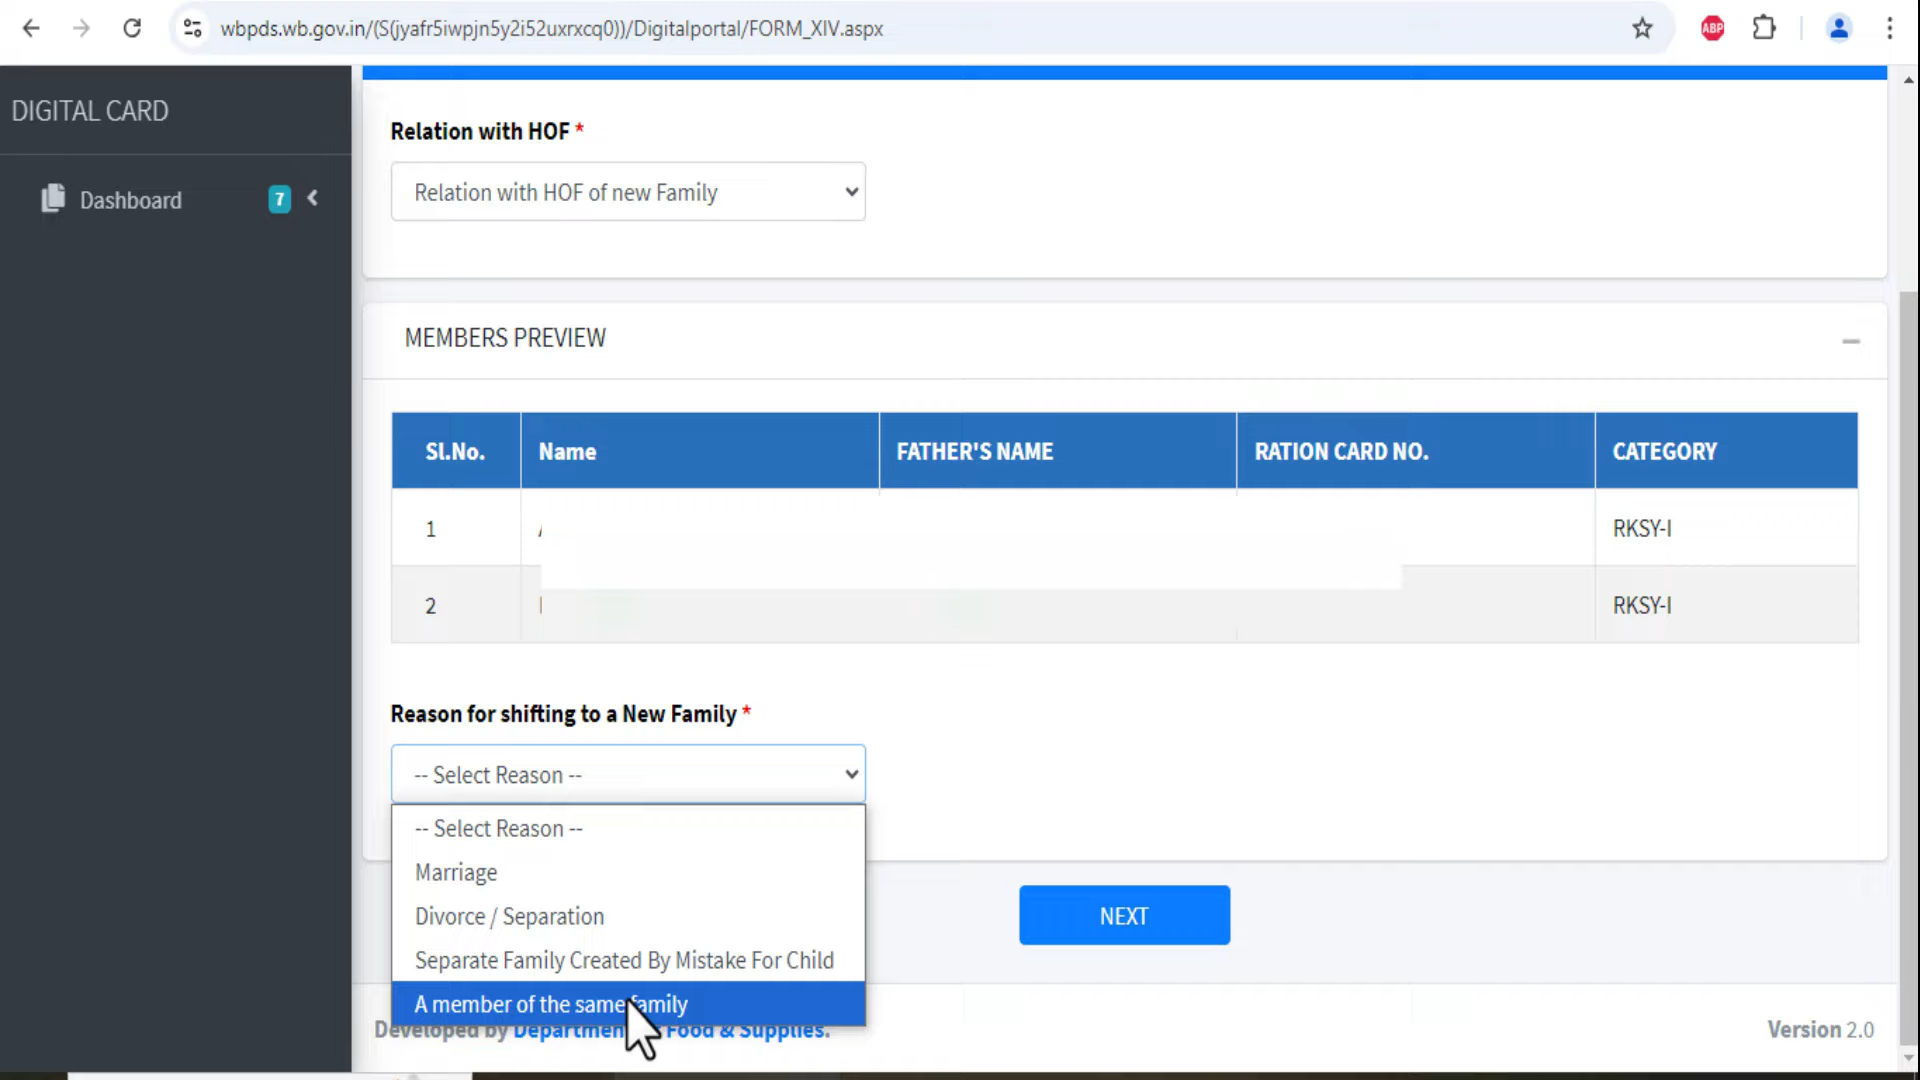 wbpds.wb.gov.in/(S(jyafr5iwpjn5y2i52uxrxcq0))/Digitalportal/FORM_XIV.aspx
ABP
DIGITAL CARD
Dashboard 7
Relation with HOF *
Relation with HOF of new Family
MEMBERS PREVIEW
Sl.No. Name FATHER'S NAME RATION CARD NO. CATEGORY
1 RKSY-I
2 RKSY-I
Reason for shifting to a New Family *
-- Select Reason --
-- Select Reason --
Marriage
Divorce / Separation
Separate Family Created By Mistake For Child
A member of the same family
NEXT
Developed by Department Food & Supplies.
Version 2.0